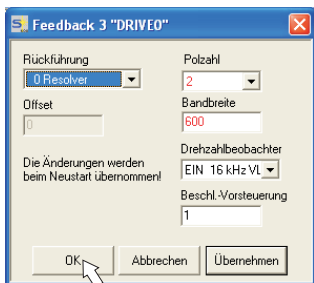 Feedback 3 "DRIVE0"
Rückführung
0 Resolver
Offset
0
Die Änderungen werden
beim Neustart übernommen!
Polzahl
2
Bandbreite
600
Drehzahlbeobachter
EIN 16 kHz VL
Beschl.-Vorsteuerung
1
OK
Abbrechen
Übernehmen